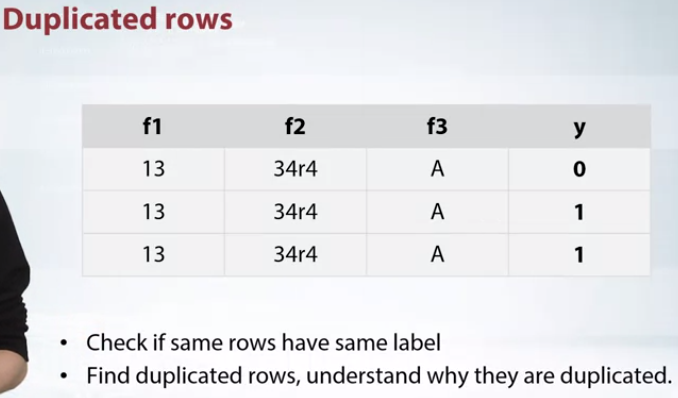 Duplicated rows
f1 f2 f3 y
13 34r4 A 0
13 34r4 A 1
13 34r4 A 1
• Check if same rows have same label
• Find duplicated rows, understand why they are duplicated.